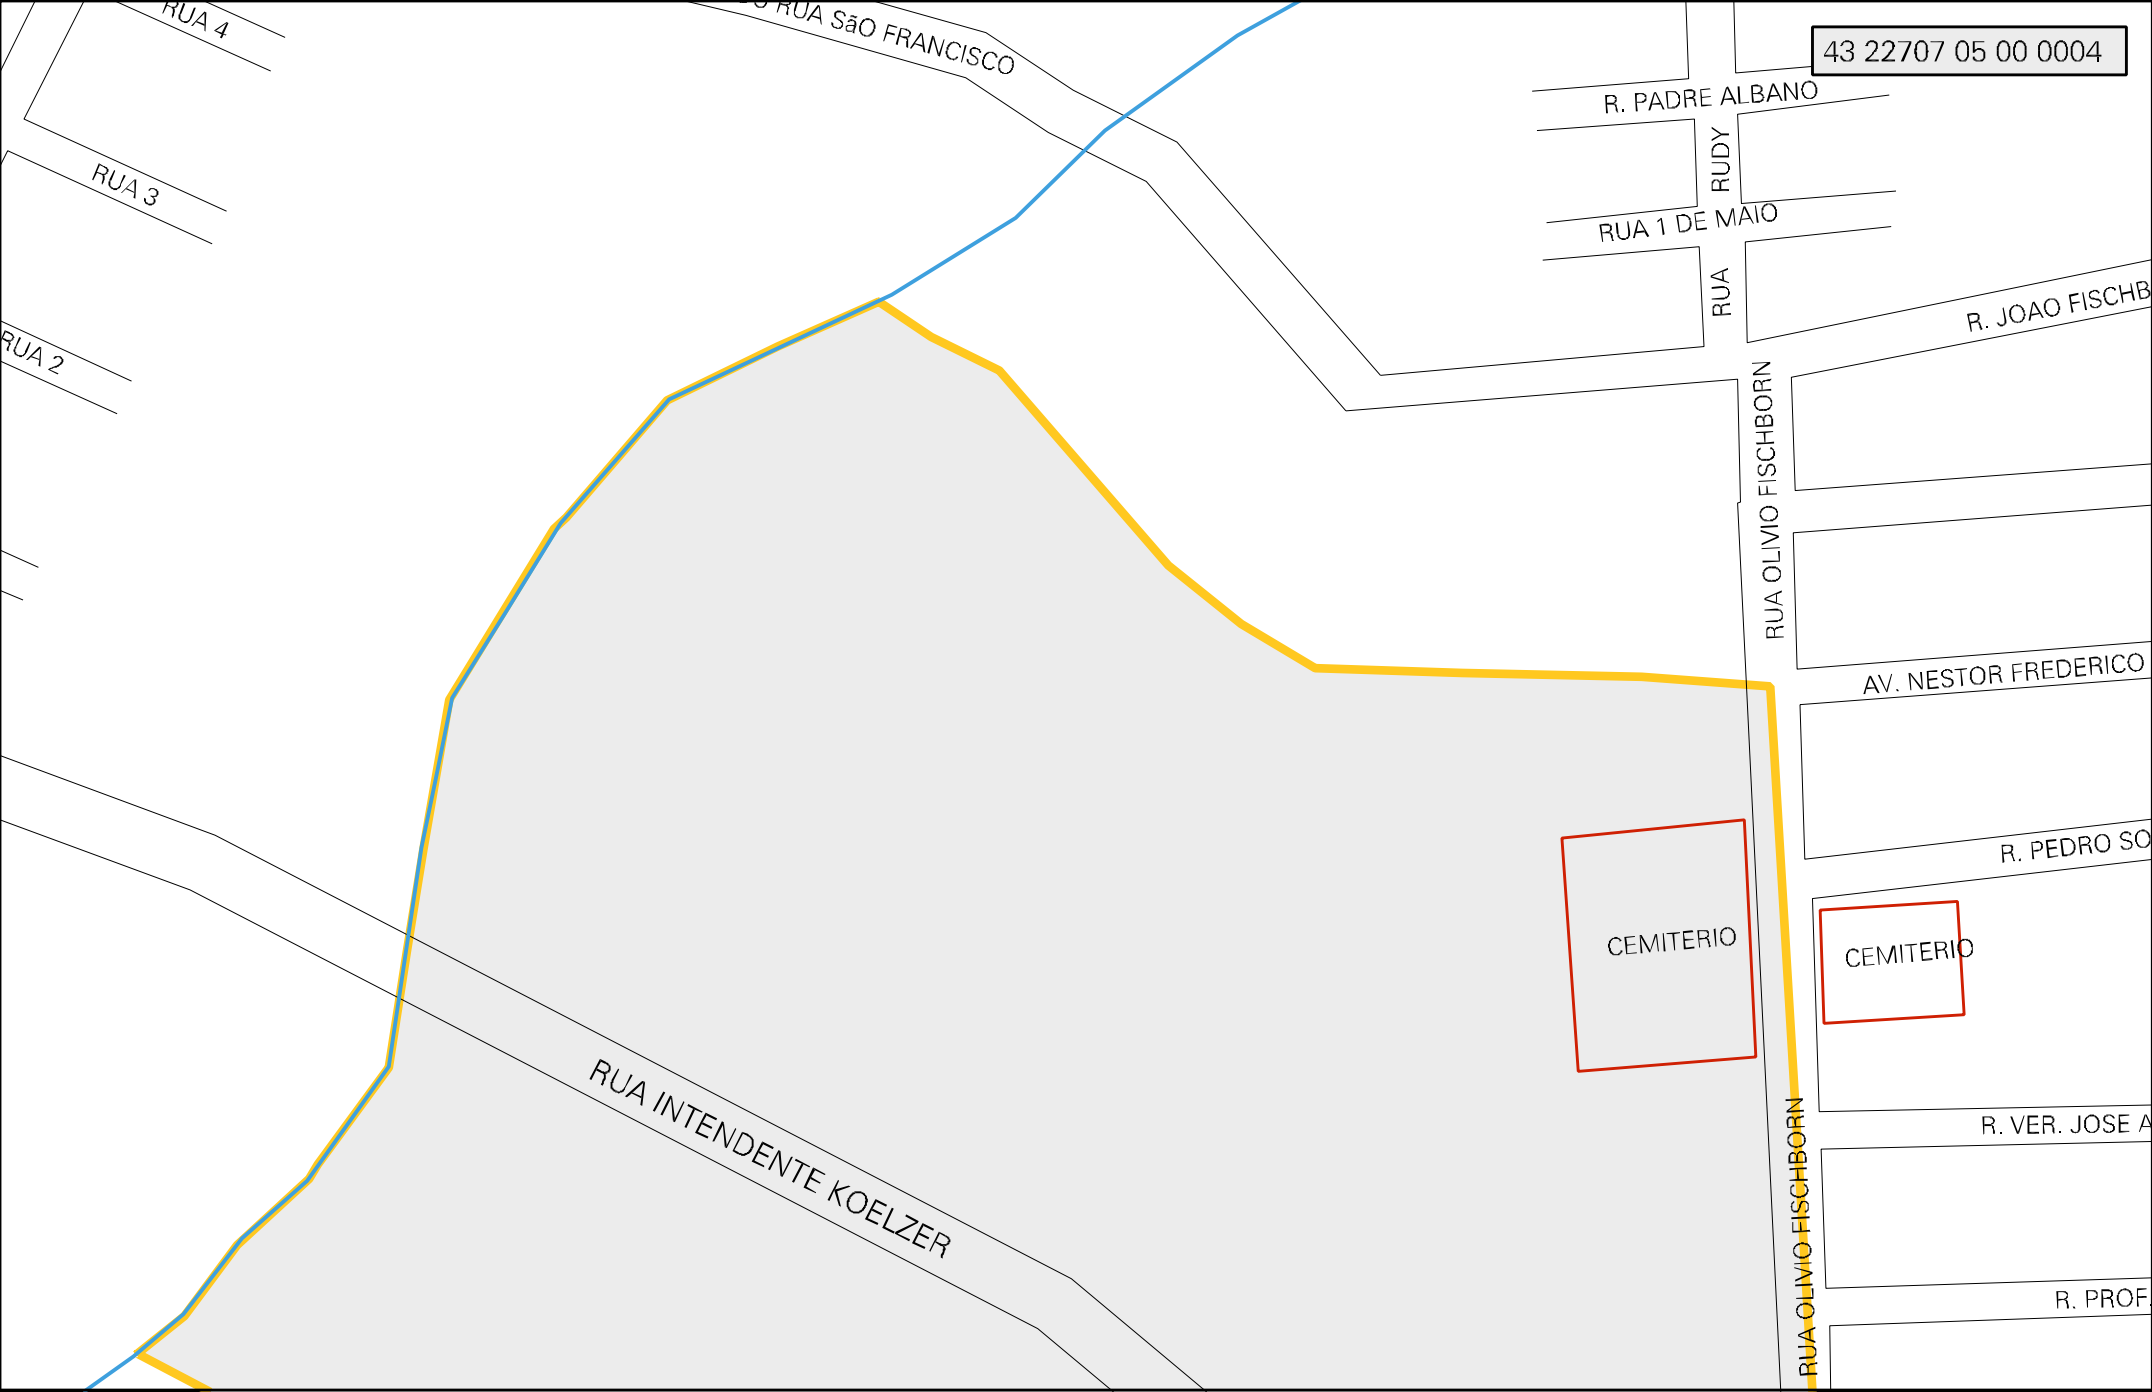 RUA 4
RUA SãO FRANCISCO
43 22707 05 00 0004
R. PADRE ALBANO
RUDY
RUA 3
RUA 1 DE MAIO
RUA
R. JOAO FISCHB
RUA 2
RUA OLIVIO FISCHBORN
AV. NESTOR FREDERICO
R. PEDRO SO
CEMITERIO
CEMITERIO
R. VER. JOSE A
RUA INTENDENTE KOELZER
RUA OLIVIO FISCHBORN
R. PROF.